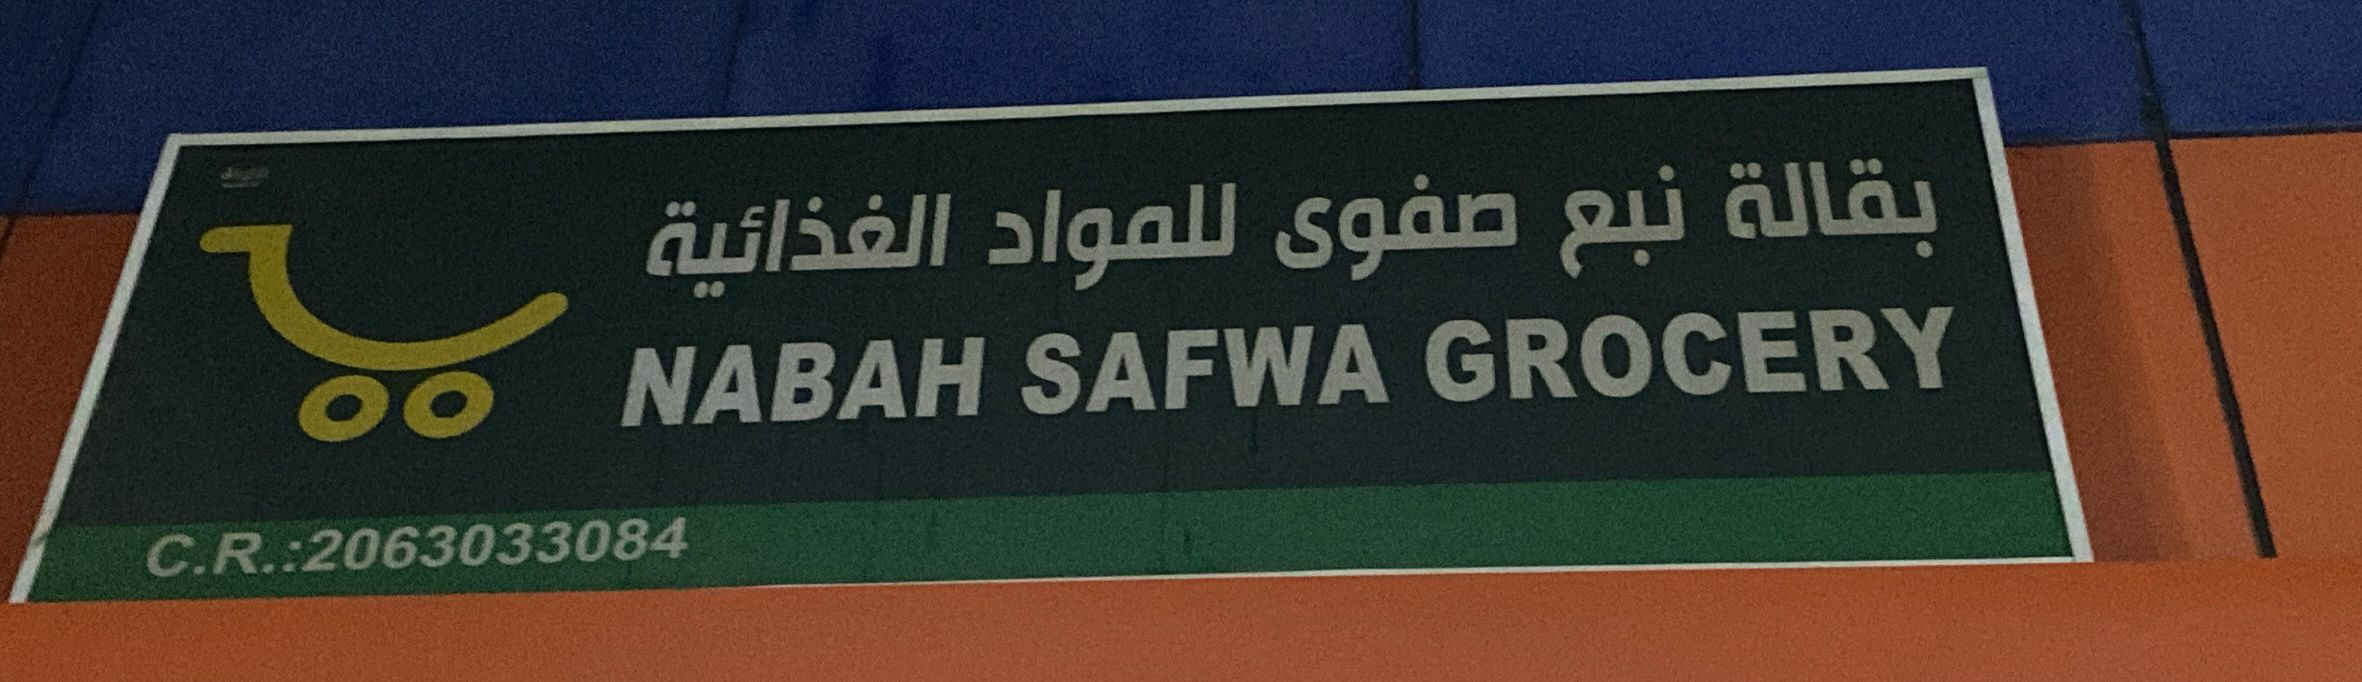 بقالة نبع صفوى للمواد الغذائية
NABAH SAFWA GROCERY
C.R.:2063033084